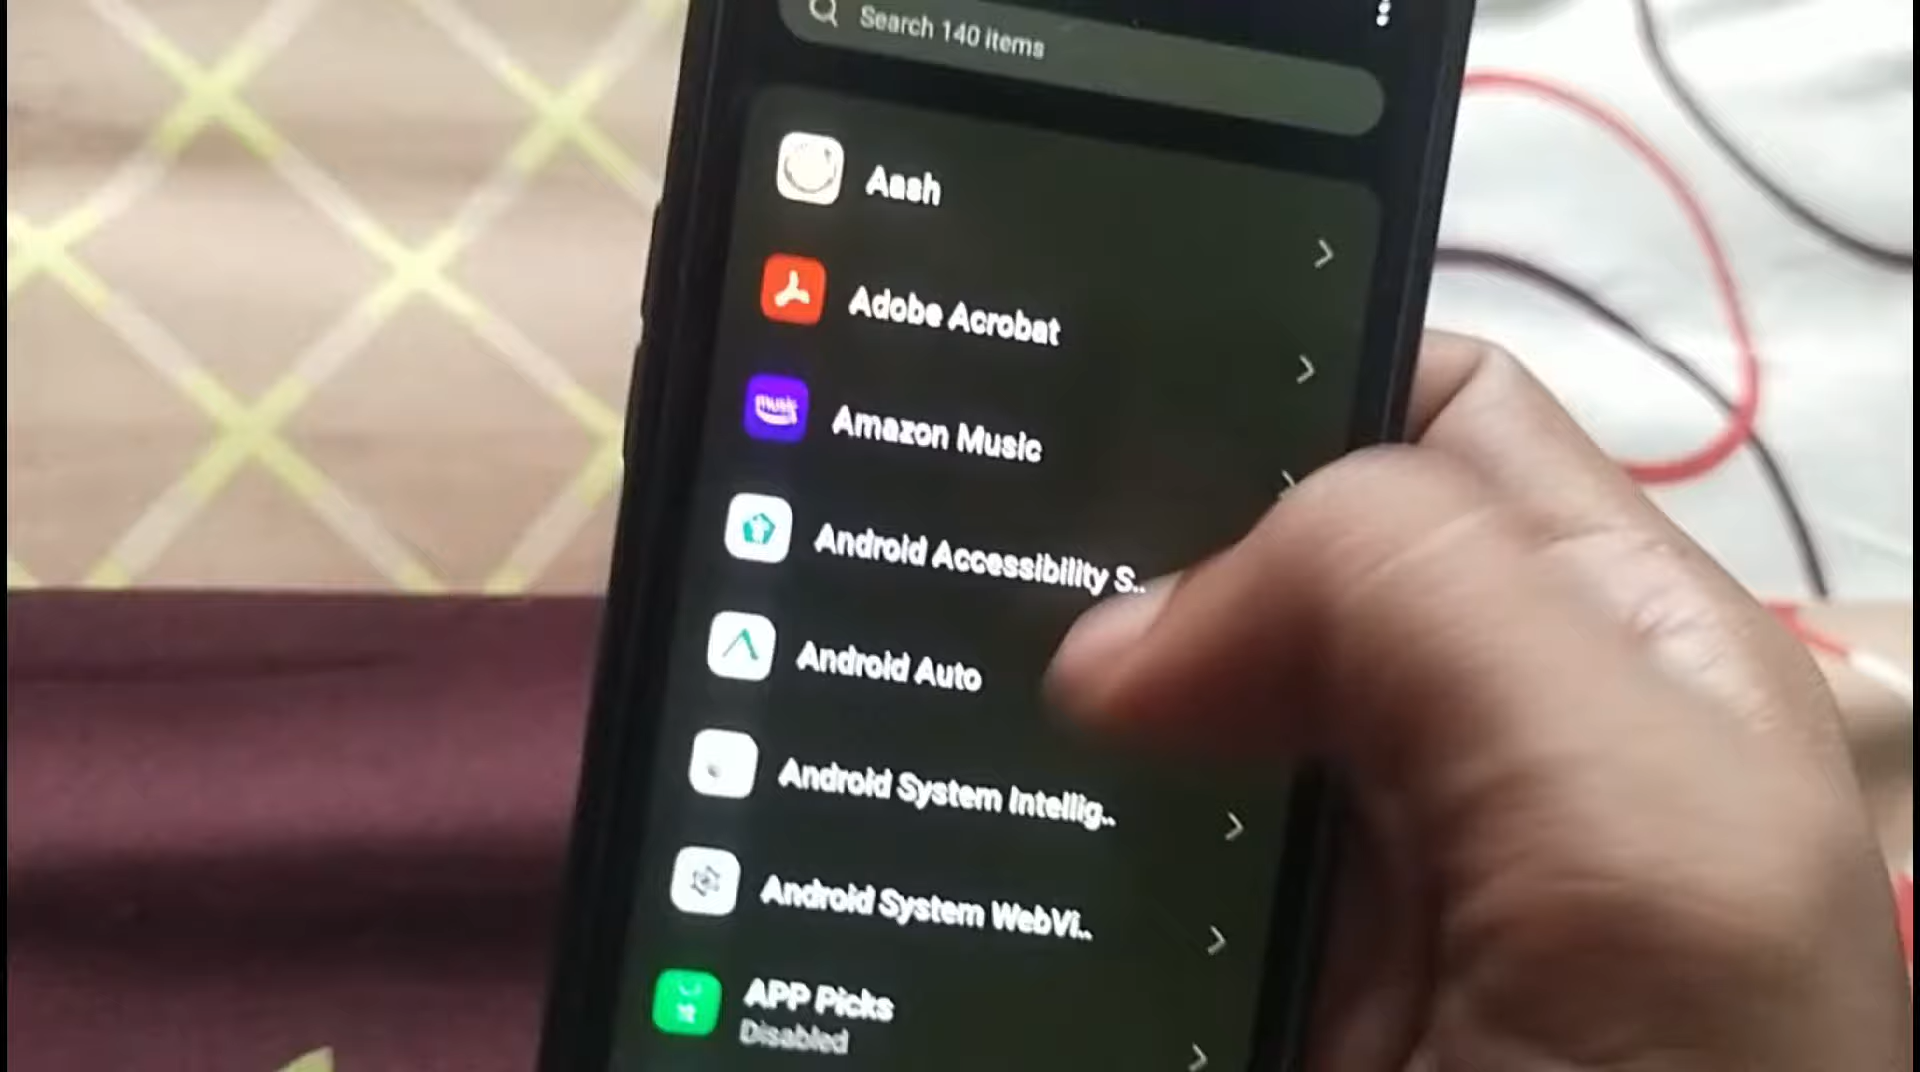 Search 140 items
Aash
Adobe Acrobat
music
Amazon Music
Android Accessibility S..
Android Auto
Android System Intellig..
Android System WebVi..
APP Picks
Disabled